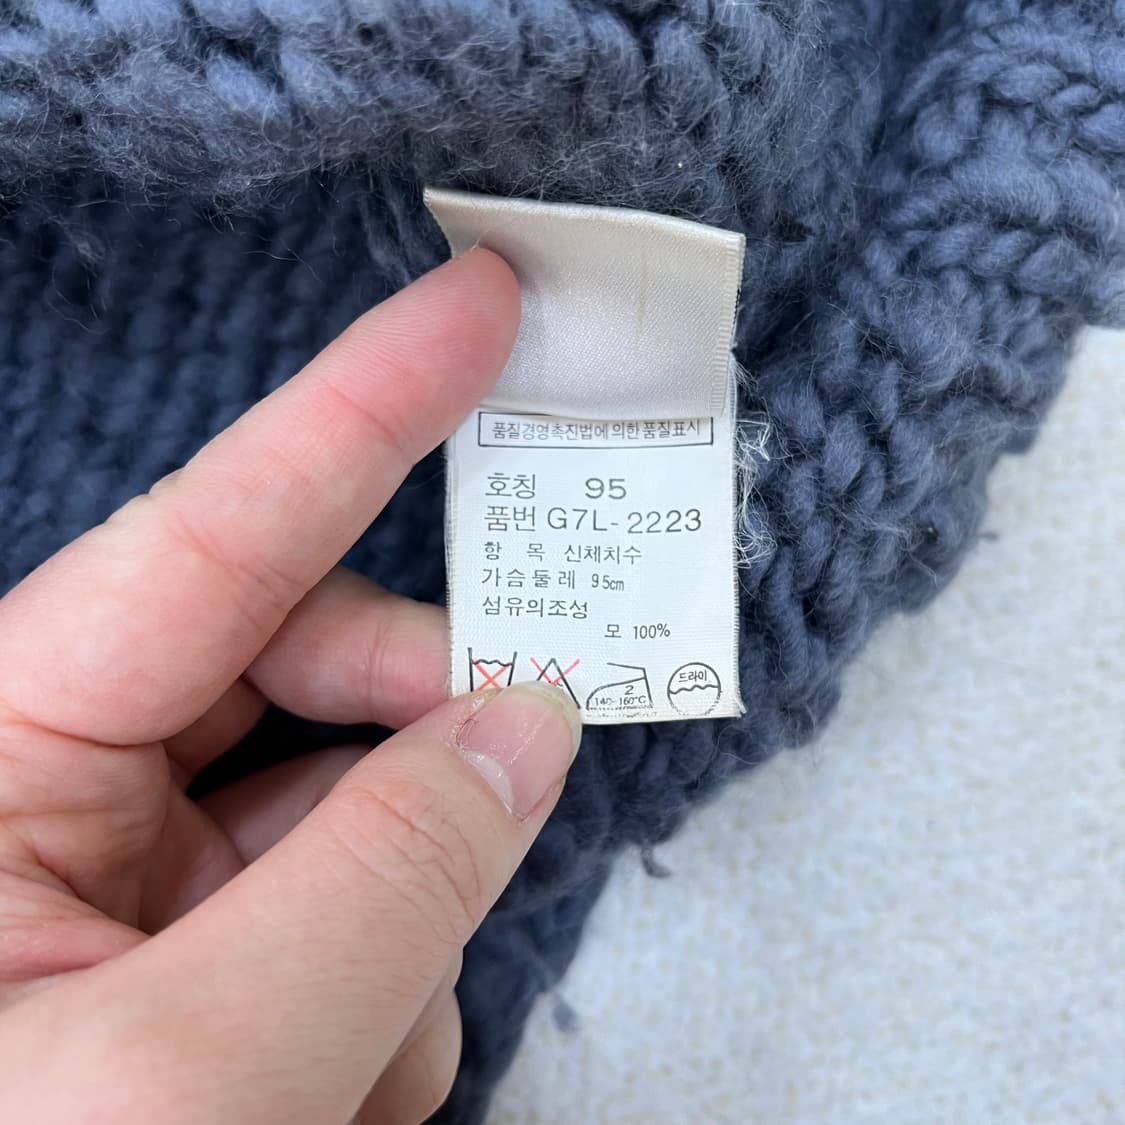 품질경영촉진법에 의한 품질표시
호칭 95
품번 G7L-2223
항 목 신체치수
가슴둘레 95cm
섬유의조성
모 100%
2
140~160°C
드라이